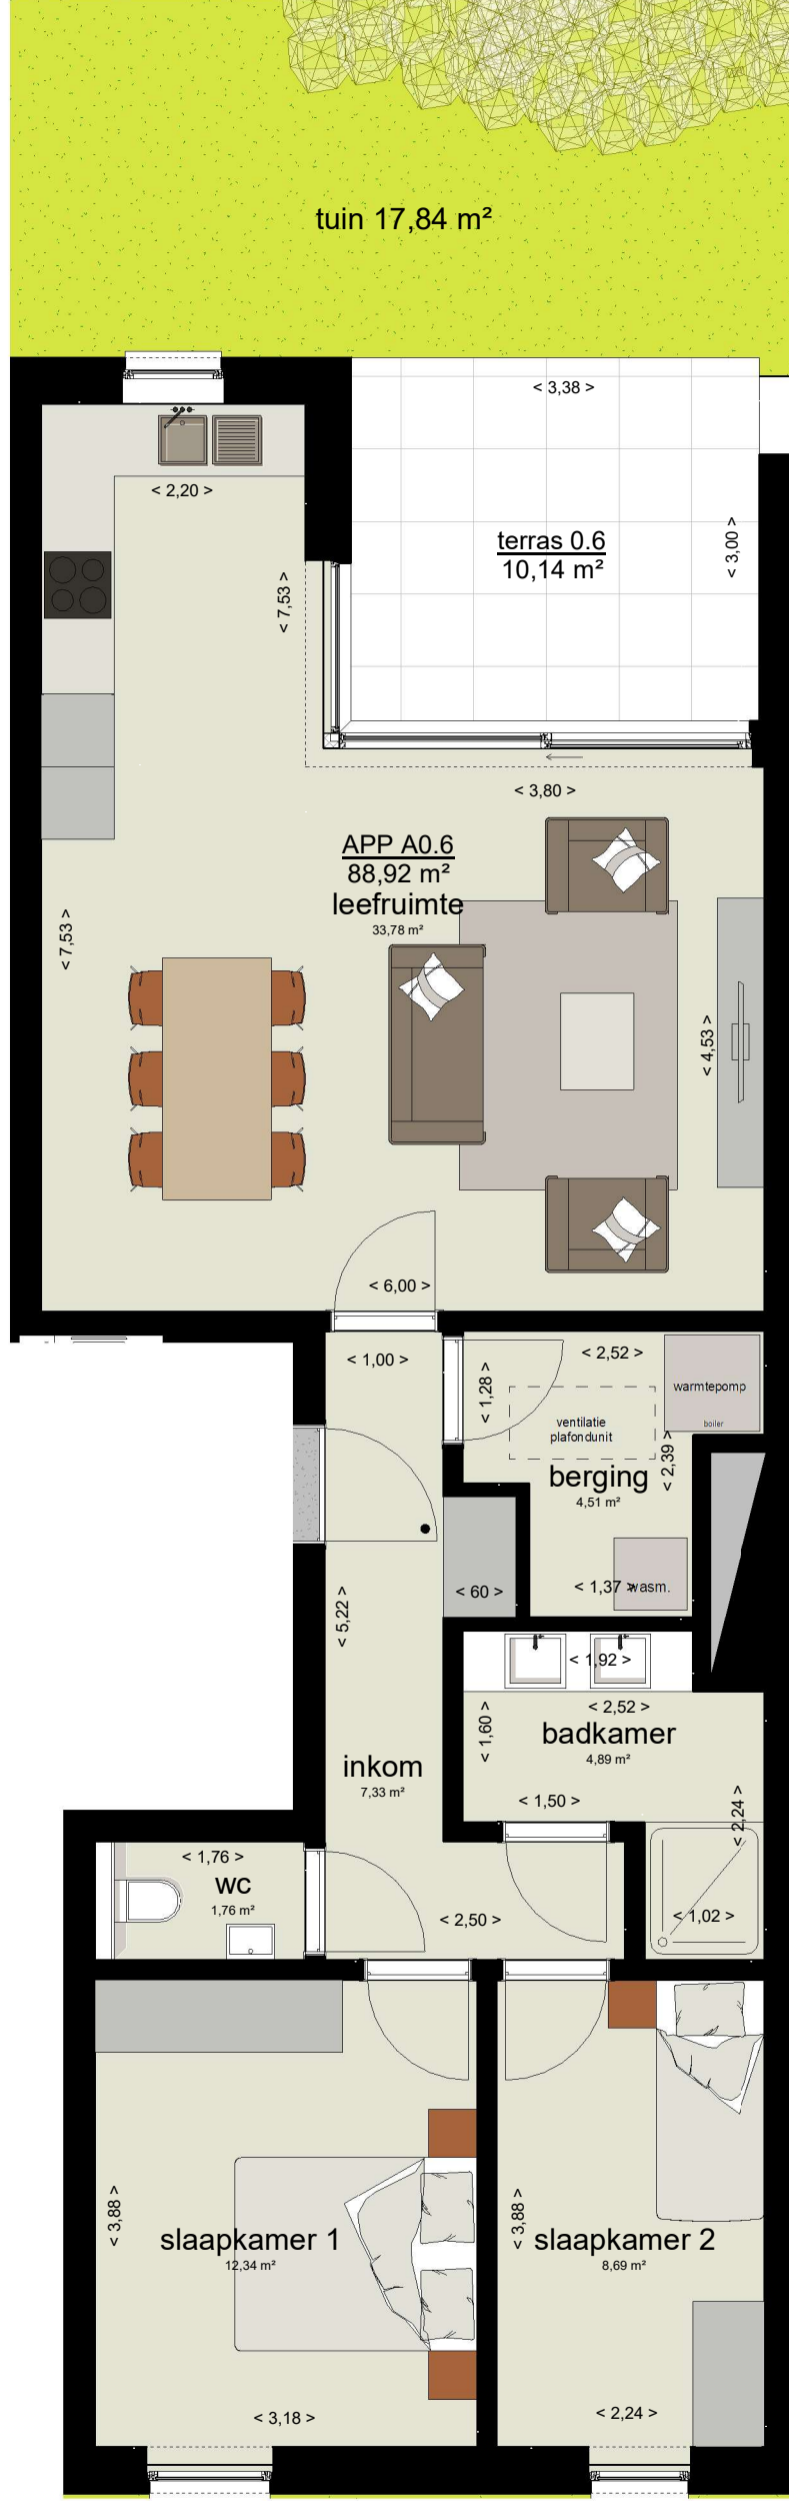 tuin 17,84 m²
< 3,38 >
< 2,20 >
terras 0.6
10,14 m²
< 3,00 >
< 7,53 >
< 3,80 >
APP A0.6
88,92 m²
leefruimte
33,78 m²
< 7,53 >
< 4,53 >
< 6,00 >
< 1,00 >
< 2,52 >
< 1,28 >
warmtepomp
boiler
ventilatie
plafondunit
< 2,39 >
berging
4,51 m²
< 1,37 >
wasm.
< 60 >
< 5,22 >
< 1,92 >
< 2,52 >
< 1,60 >
badkamer
4,89 m²
inkom
7,33 m²
< 1,50 >
< 2,24 >
< 1,76 >
wc
1,76 m²
< 2,50 >
< 1,02 >
< 3,88 >
slaapkamer 1
12,34 m²
< 3,88 >
slaapkamer 2
8,69 m²
< 3,18 >
< 2,24 >